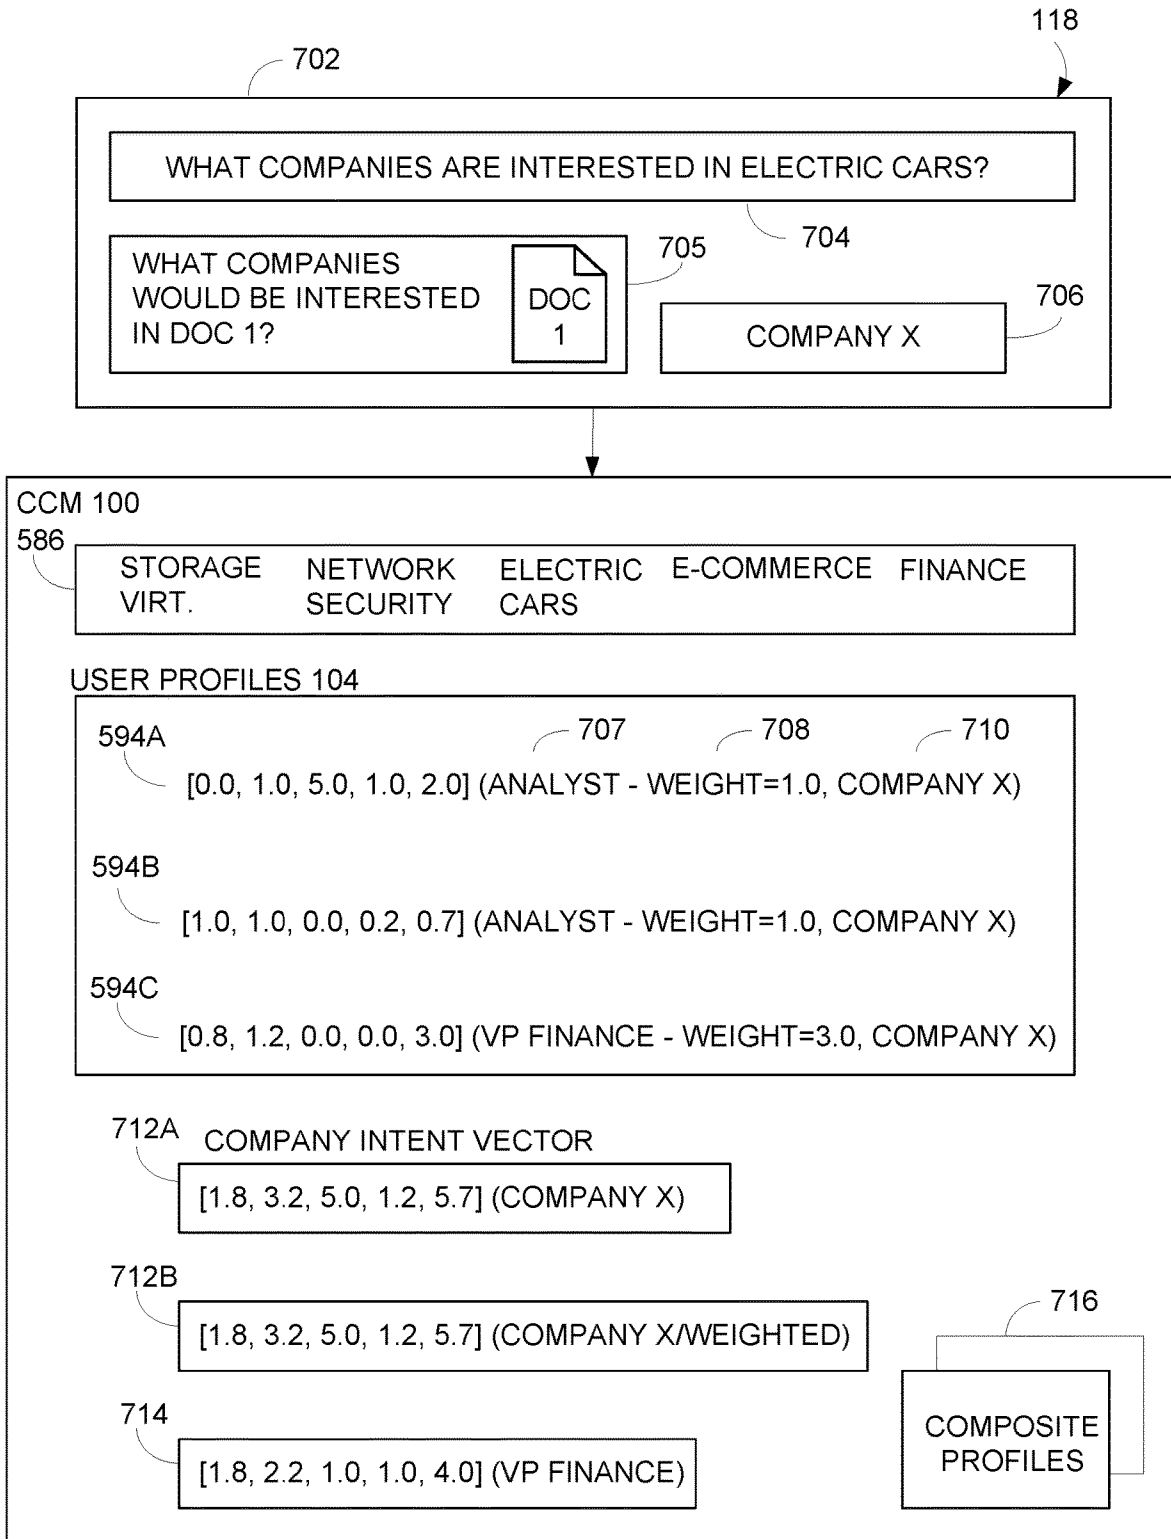 118
702
WHAT COMPANIES ARE INTERESTED IN ELECTRIC CARS?
704
705
WHAT COMPANIES
WOULD BE INTERESTED
IN DOC 1?
DOC
1
706
COMPANY X
CCM 100
586
STORAGE
VIRT.
NETWORK
SECURITY
ELECTRIC
CARS
E-COMMERCE
FINANCE
USER PROFILES 104
594A
707
708
710
[0.0, 1.0, 5.0, 1.0, 2.0] (ANALYST - WEIGHT=1.0, COMPANY X)
594B
[1.0, 1.0, 0.0, 0.2, 0.7] (ANALYST - WEIGHT=1.0, COMPANY X)
594C
[0.8, 1.2, 0.0, 0.0, 3.0] (VP FINANCE - WEIGHT=3.0, COMPANY X)
712A
COMPANY INTENT VECTOR
[1.8, 3.2, 5.0, 1.2, 5.7] (COMPANY X)
712B
[1.8, 3.2, 5.0, 1.2, 5.7] (COMPANY X/WEIGHTED)
716
COMPOSITE
PROFILES
714
[1.8, 2.2, 1.0, 1.0, 4.0] (VP FINANCE)